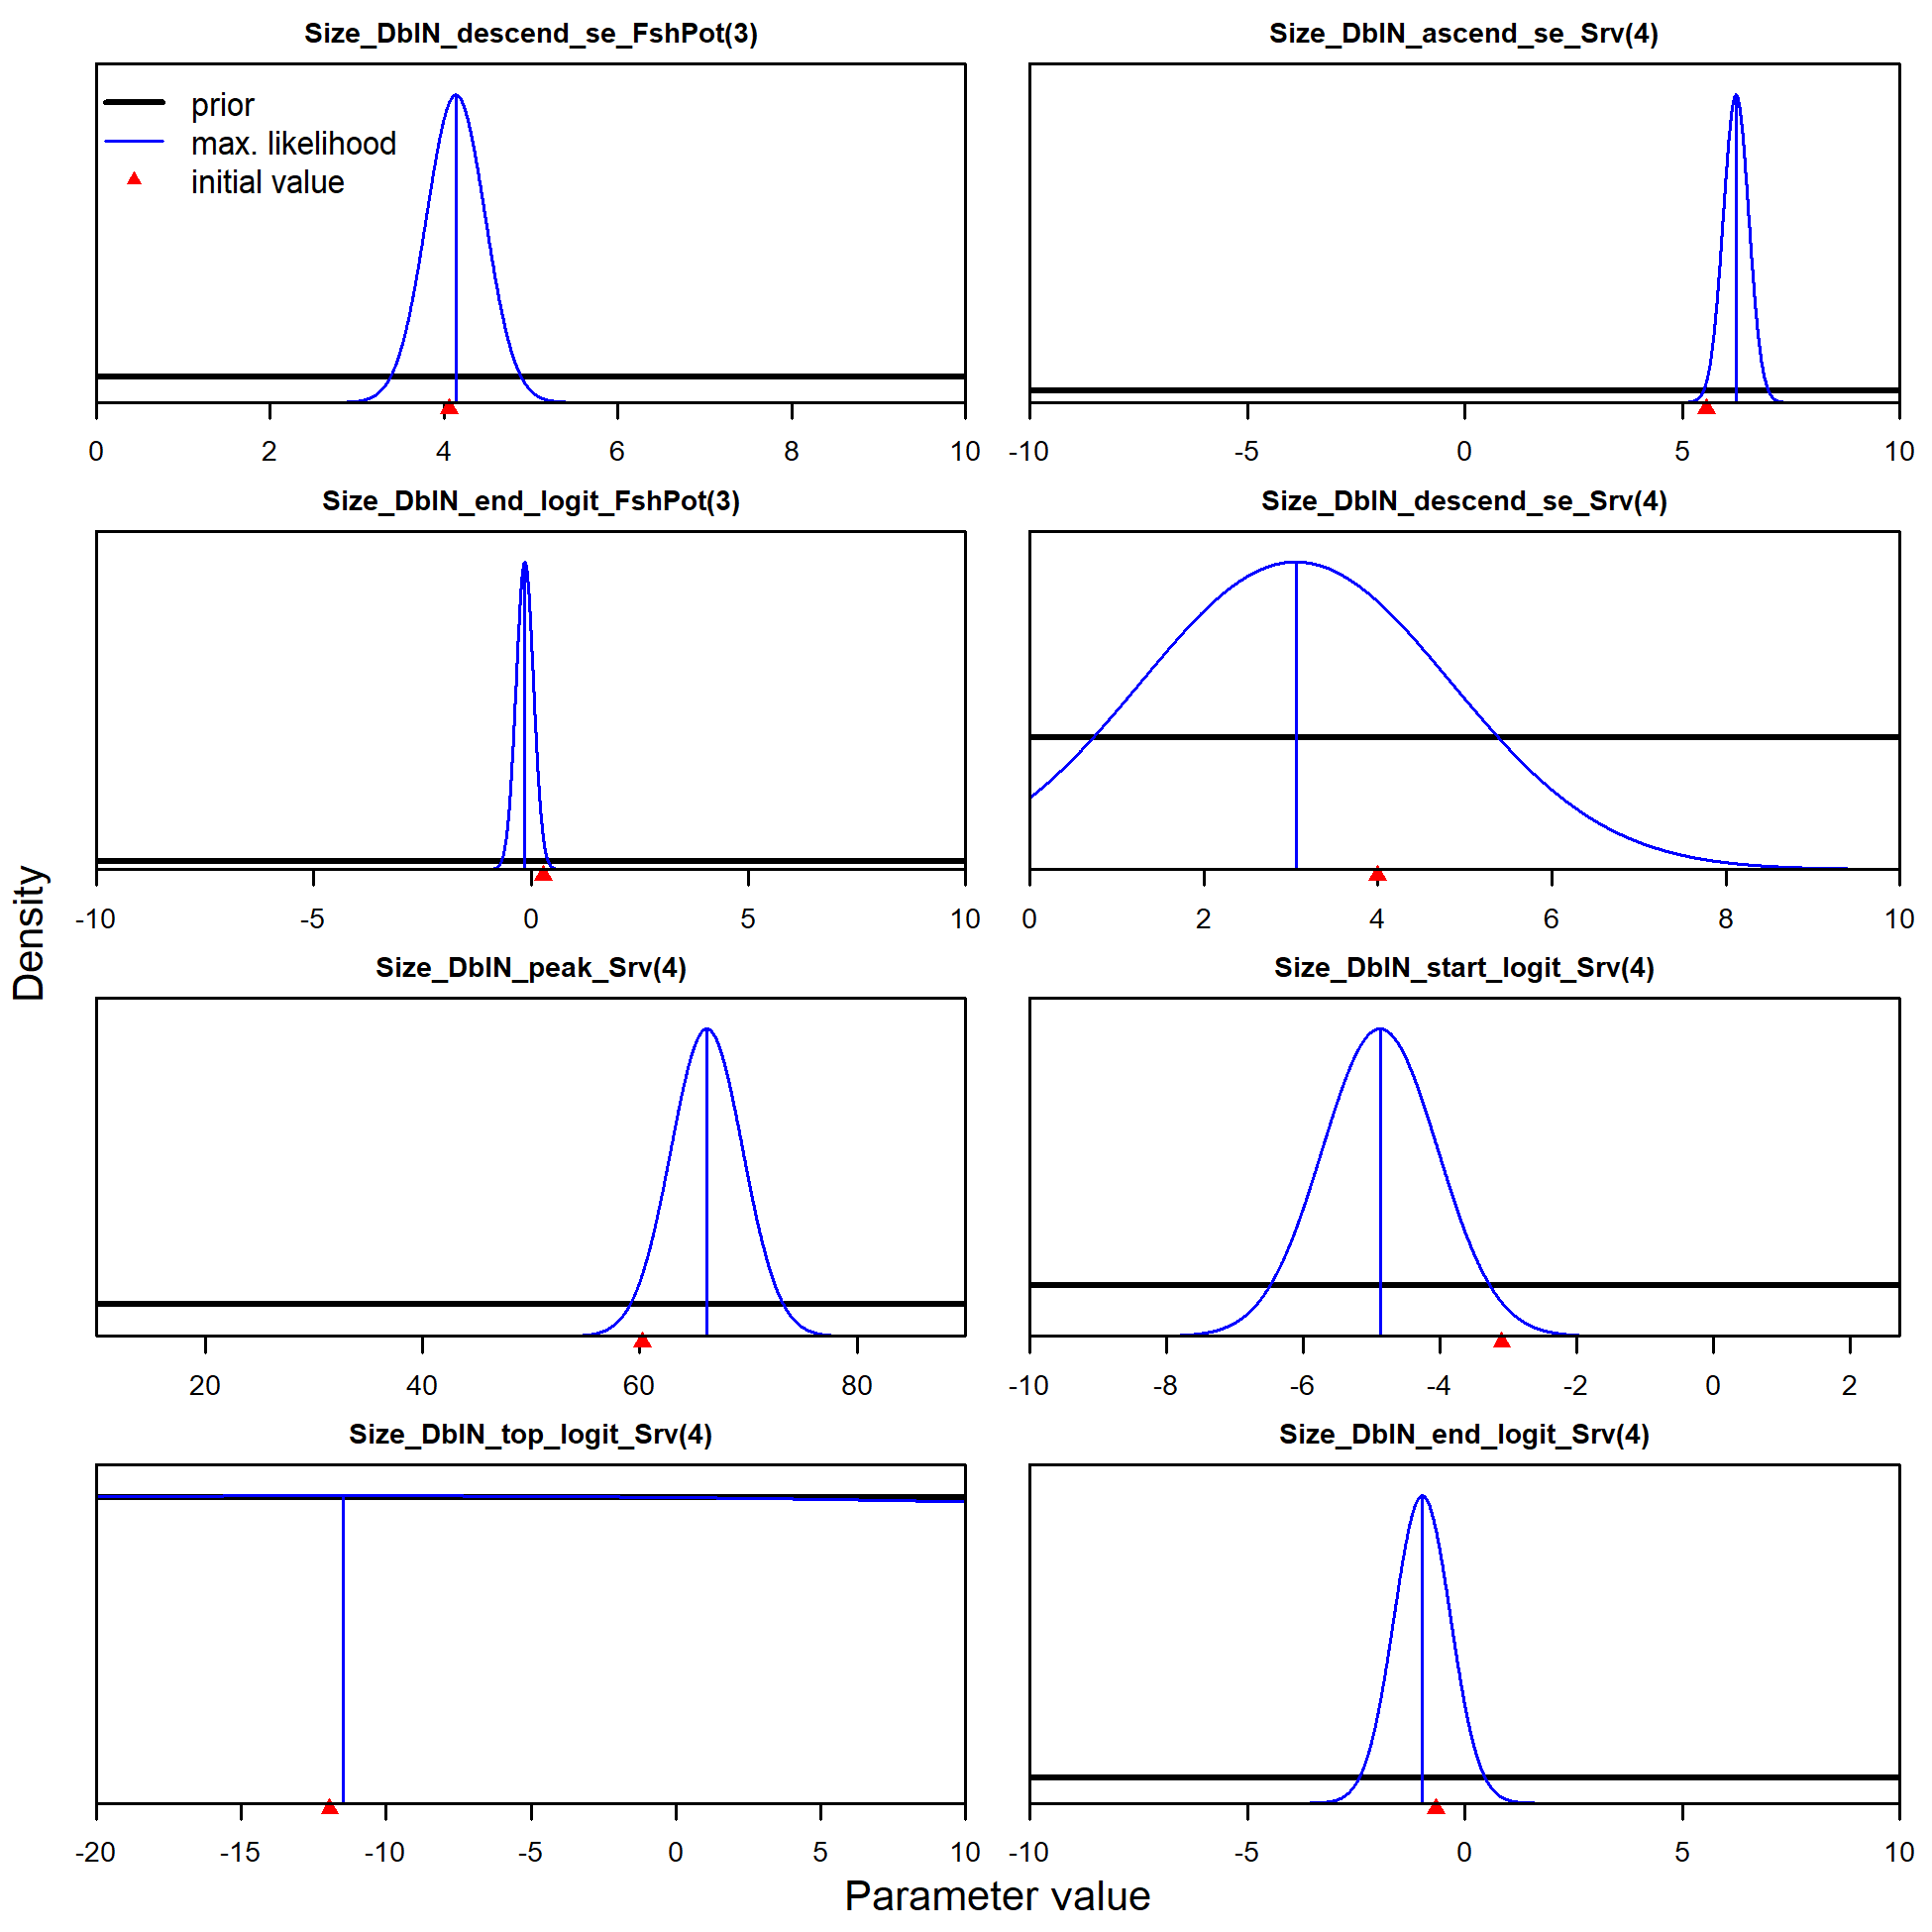 Size_DblN_descend_se_FshPot(3)
prior
max. likelihood
initial value
0 2 4 6 8 10
Size_DblN_ascend_se_Srv(4)
-10 -5 0 5 10
Size_DblN_end_logit_FshPot(3)
-10 -5 0 5 10
Size_DblN_descend_se_Srv(4)
0 2 4 6 8 10
Density
Size_DblN_peak_Srv(4)
20 40 60 80
Size_DblN_start_logit_Srv(4)
-10 -8 -6 -4 -2 0 2
Size_DblN_top_logit_Srv(4)
-20 -15 -10 -5 0 5 10
Size_DblN_end_logit_Srv(4)
-10 -5 0 5 10
Parameter value